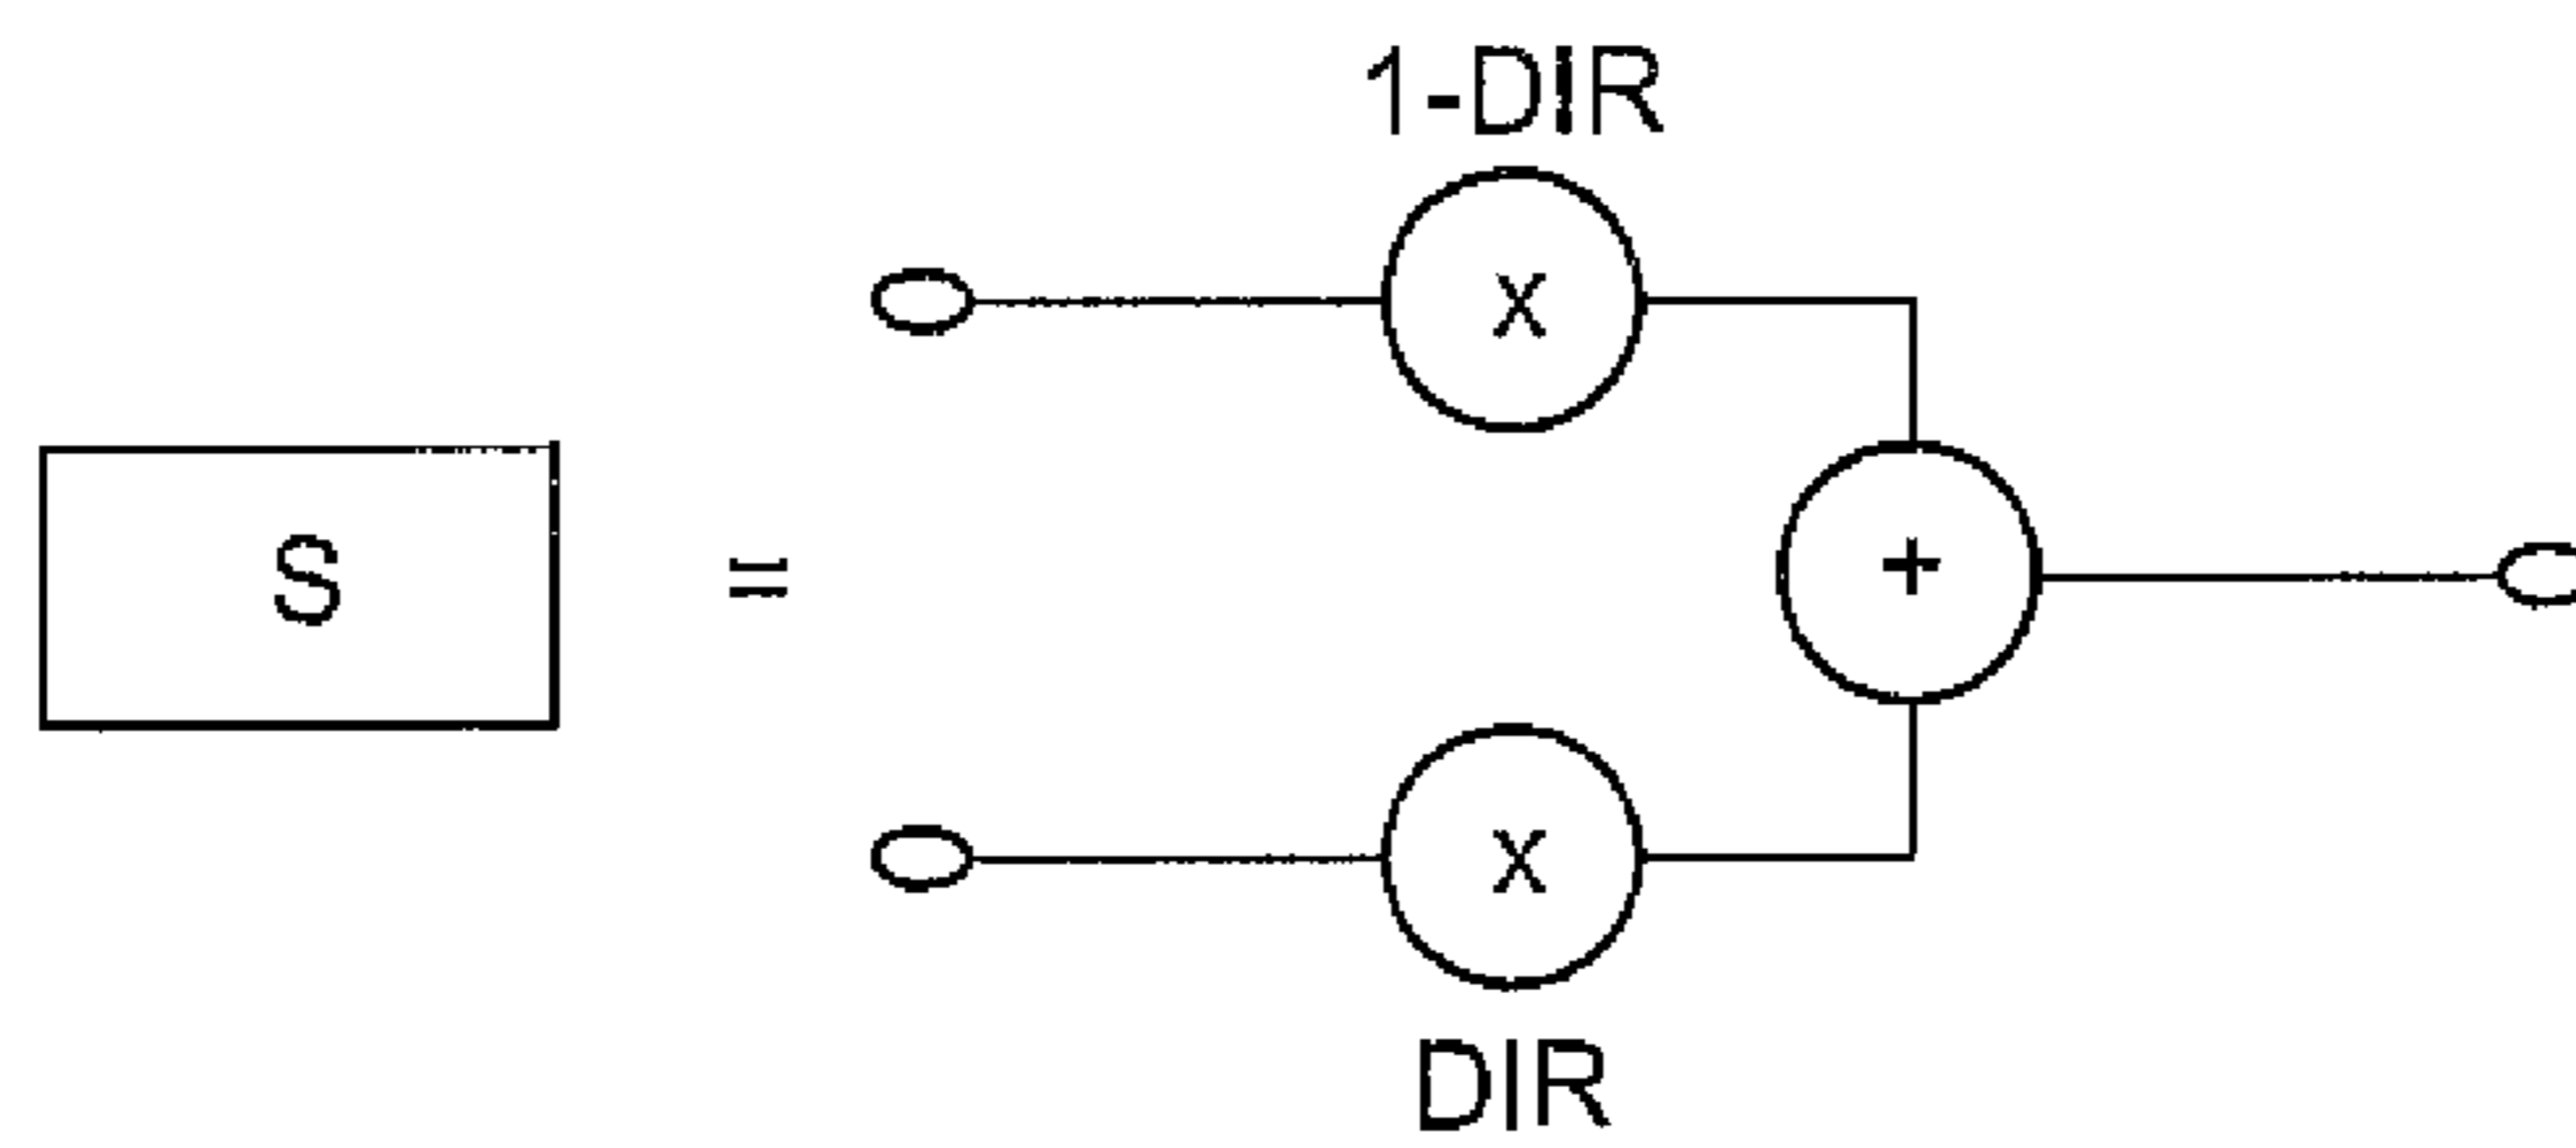 1-DIR
x
S
=
+
x
DIR